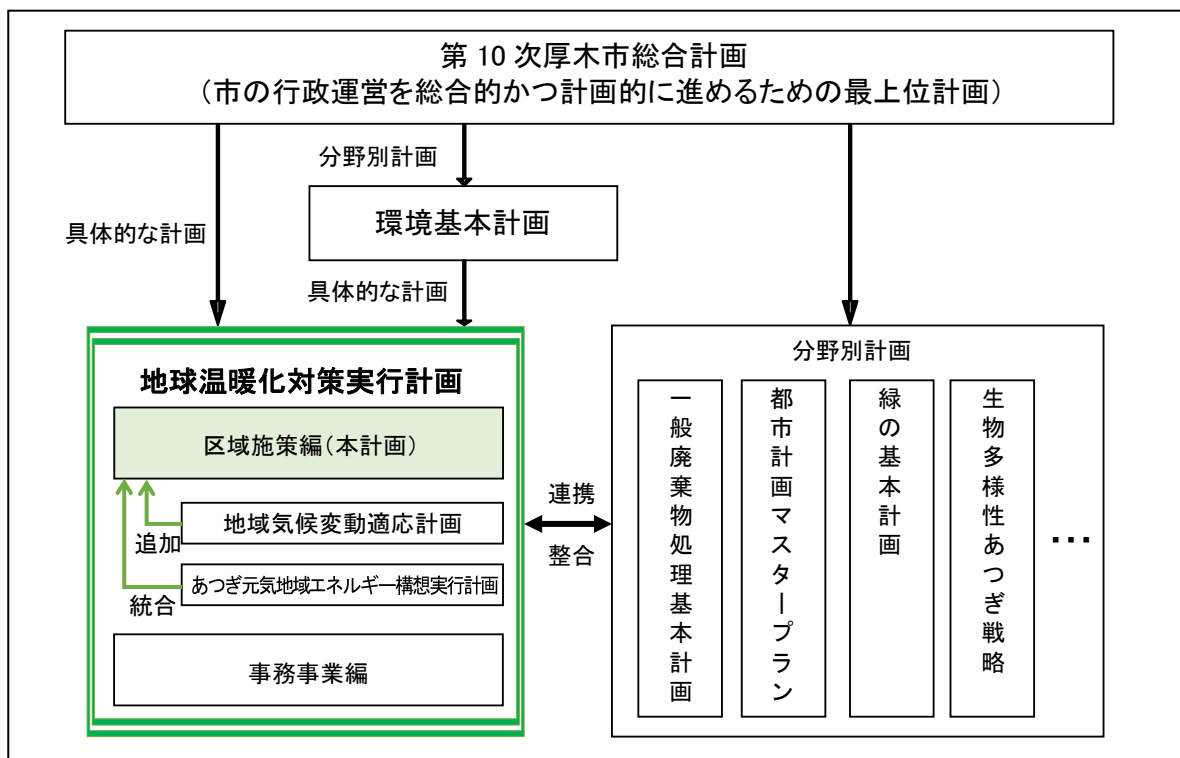 第 10 次厚木市総合計画
（市の行政運営を総合的かつ計画的に進めるための最上位計画）
分野別計画
環境基本計画
具体的な計画
具体的な計画
地球温暖化対策実行計画
区域施策編（本計画）
地域気候変動適応計画
追加
あつぎ元気地域エネルギー構想実行計画
統合
事務事業編
連携
整合
分野別計画
一般廃棄物処理基本計画
都市計画マスタープラン
緑の基本計画
生物多様性あつぎ戦略
…